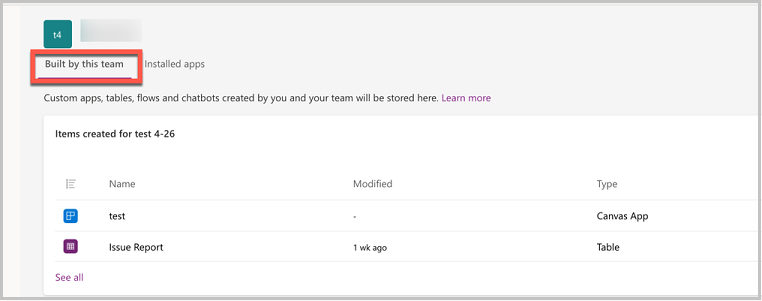 t4
Built by this team Installed apps
Custom apps, tables, flows and chatbots created by you and your team will be stored here. Learn more
Items created for test 4-26
Name Modified Type
test - Canvas App
Issue Report 1 wk ago Table
See all